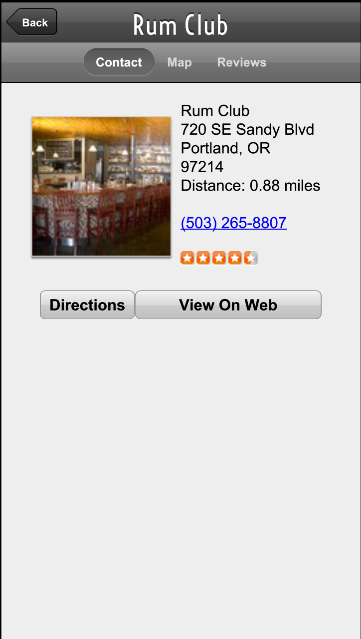 Back
Rum Club
Contact Map Reviews
Rum Club
720 SE Sandy Blvd
Portland, OR
97214
Distance: 0.88 miles
(503) 265-8807
Directions View On Web